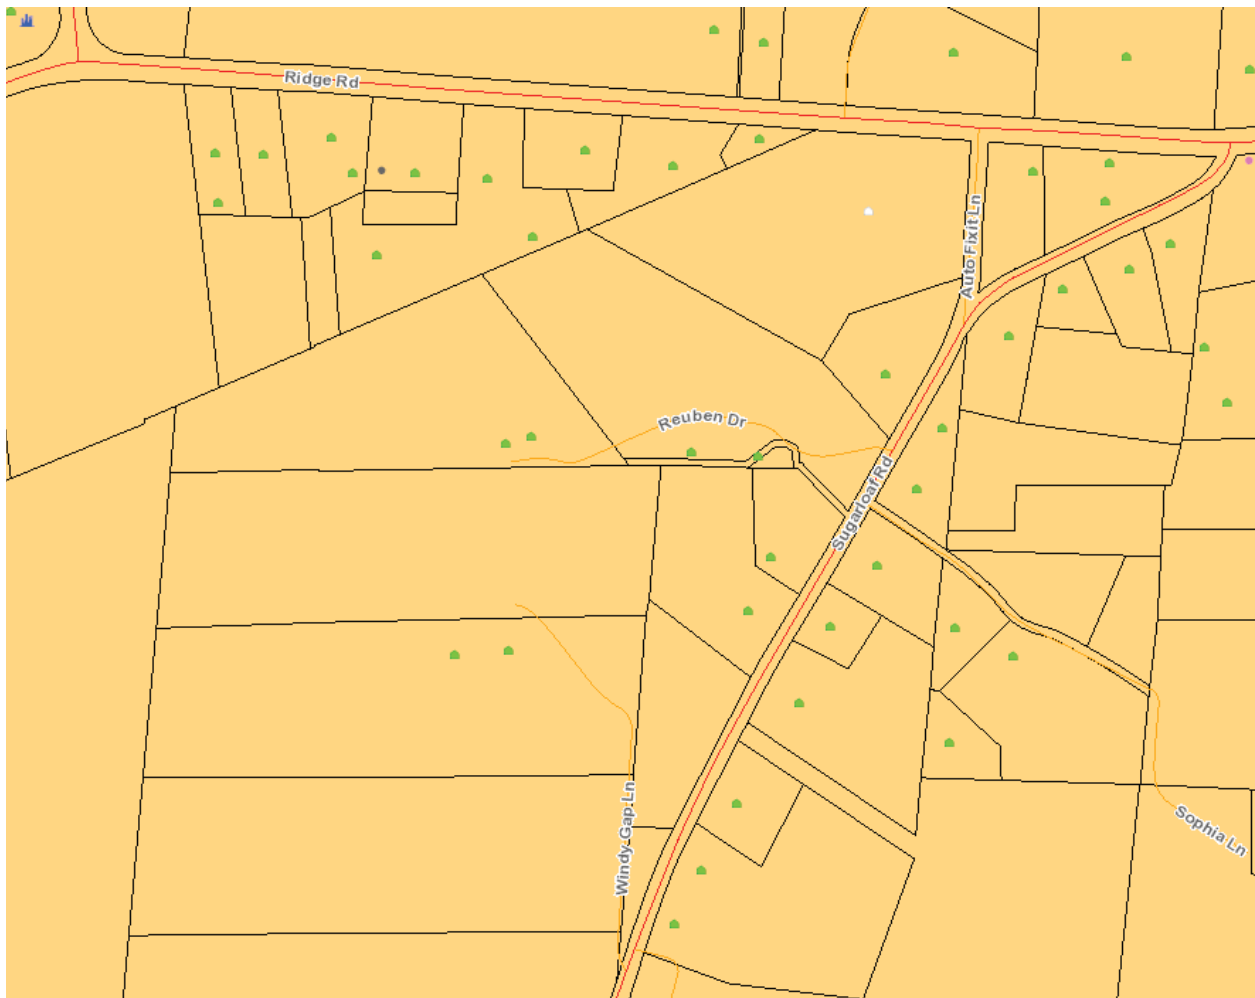 Ridge Rd
Auto Fixit Ln
Reuben Dr
Sugarloaf Rd
Windy Gap Ln
Sophia Ln